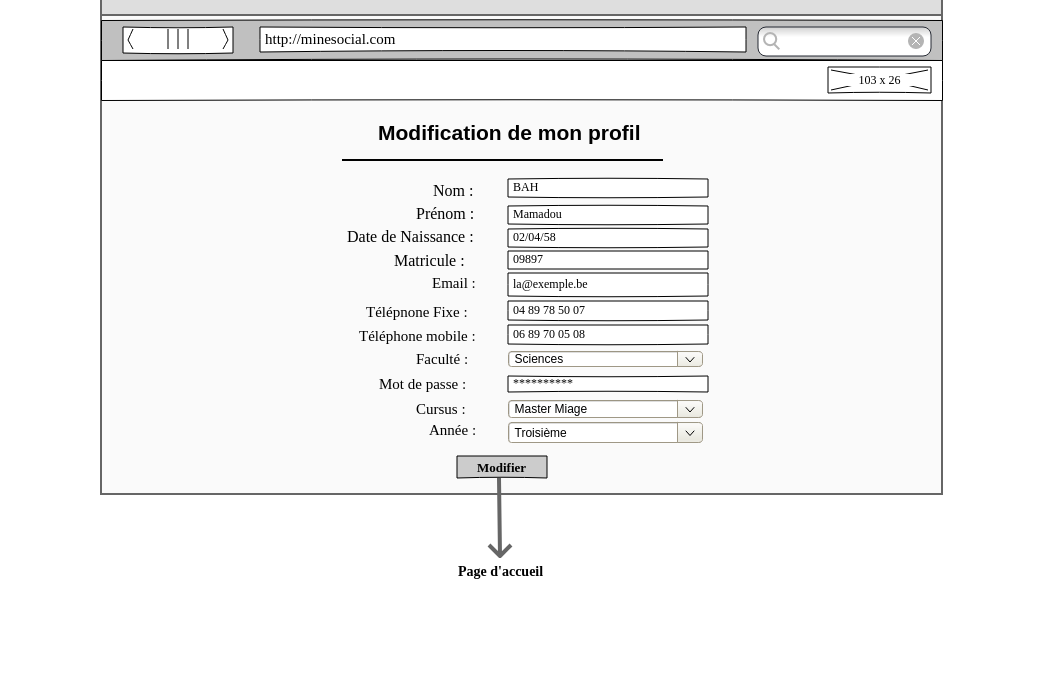 http://minesocial.com
103 x 26
Modification de mon profil
Nom : BAH
Prénom : Mamadou
Date de Naissance : 02/04/58
Matricule : 09897
Email : la@exemple.be
Télépnone Fixe : 04 89 78 50 07
Téléphone mobile : 06 89 70 05 08
Faculté : Sciences
Mot de passe : **********
Cursus : Master Miage
Année : Troisième
Modifier
Page d'accueil